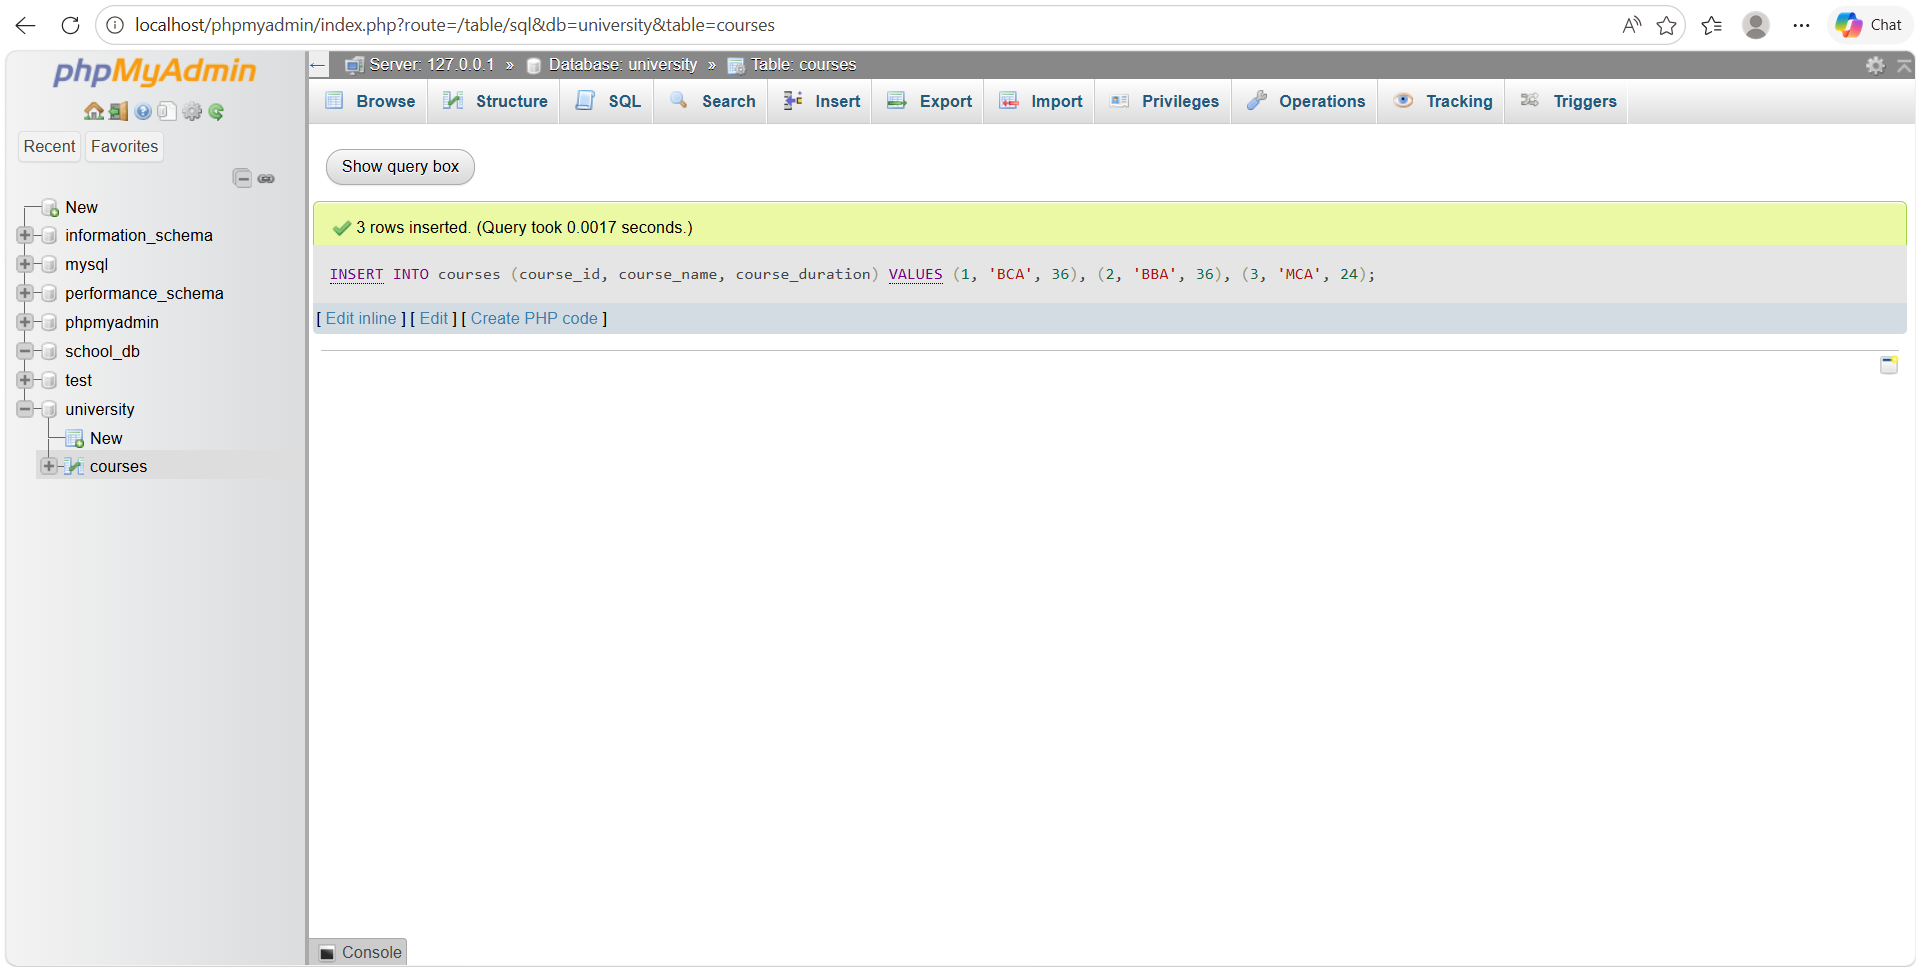 localhost/phpmyadmin/index.php?route=/table/sql&db=university&table=courses
Chat
phpMyAdmin
Recent Favorites
New
information_schema
mysql
performance_schema
phpmyadmin
school_db
test
university
New
courses
Server: 127.0.0.1 » Database: university » Table: courses
Browse Structure SQL Search Insert Export Import Privileges Operations Tracking Triggers
Show query box
3 rows inserted. (Query took 0.0017 seconds.)
INSERT INTO courses (course_id, course_name, course_duration) VALUES (1, 'BCA', 36), (2, 'BBA', 36), (3, 'MCA', 24);
[ Edit inline ] [ Edit ] [ Create PHP code ]
Console